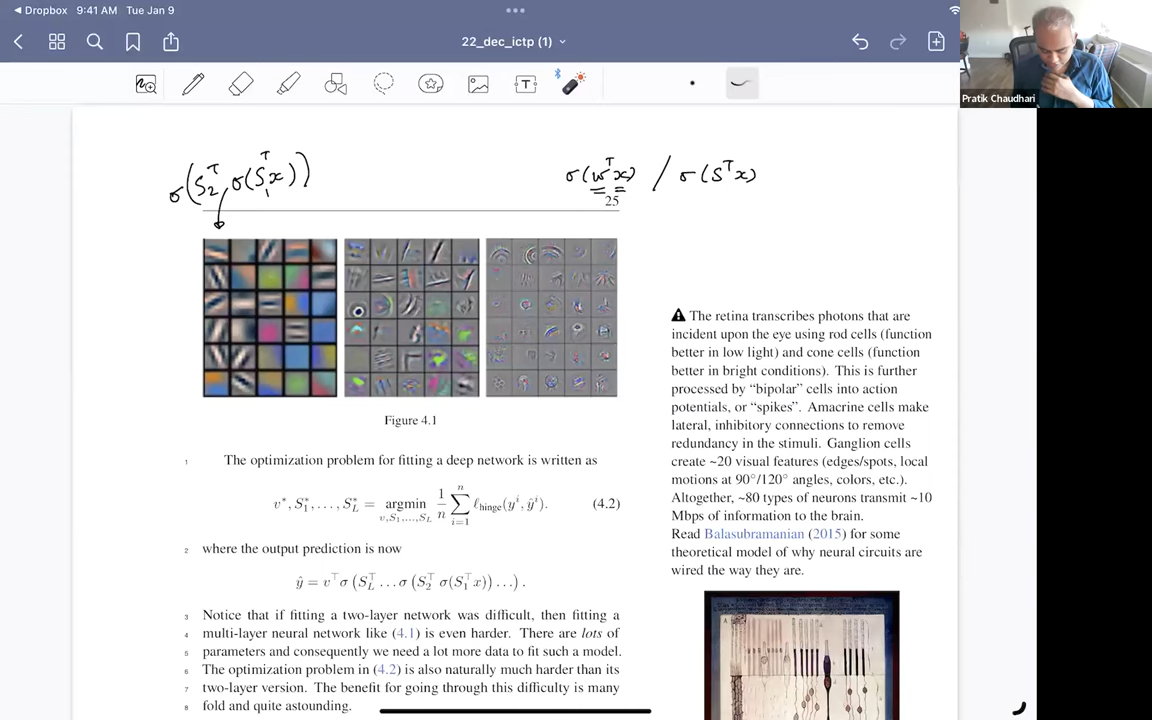 Dropbox 9:41 AM Tue Jan 9
22_dec_ictp (1)
Pratik Chaudhari
σ(S₂ᵀ σ(S₁ᵀx))
σ(wᵀx) / σ(Sᵀx)
25
Figure 4.1
1 The optimization problem for fitting a deep network is written as
v*, S₁*, . . . , S_L* = argmin_{v,S₁,...,S_L} 1/n ∑_{i=1}^{n} ℓ_hinge(yⁱ, ŷⁱ). (4.2)
2 where the output prediction is now
ŷ = v^⊤σ (S_L^⊤ . . . σ (S₂^⊤ σ(S₁^⊤x)) . . .) .
3 Notice that if fitting a two-layer network was difficult, then fitting a
4 multi-layer neural network like (4.1) is even harder. There are lots of
5 parameters and consequently we need a lot more data to fit such a model.
6 The optimization problem in (4.2) is also naturally much harder than its
7 two-layer version. The benefit for going through this difficulty is many
8 fold and quite astounding.
⚠ The retina transcribes photons that are
incident upon the eye using rod cells (function
better in low light) and cone cells (function
better in bright conditions). This is further
processed by “bipolar” cells into action
potentials, or “spikes”. Amacrine cells make
lateral, inhibitory connections to remove
redundancy in the stimuli. Ganglion cells
create ~20 visual features (edges/spots, local
motions at 90°/120° angles, colors, etc.).
Altogether, ~80 types of neurons transmit ~10
Mbps of information to the brain.
Read Balasubramanian (2015) for some
theoretical model of why neural circuits are
wired the way they are.